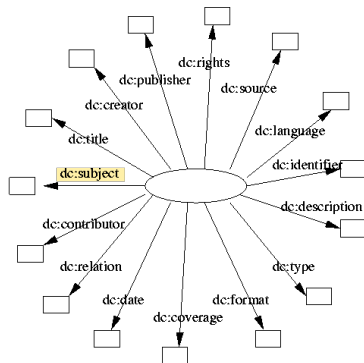 dc:rights
dc:publisher
dc:source
dc:creator
dc:language
dc:title
dc:identifier
dc:subject
dc:description
dc:contributor
dc:relation
dc:type
dc:date
dc:format
dc:coverage